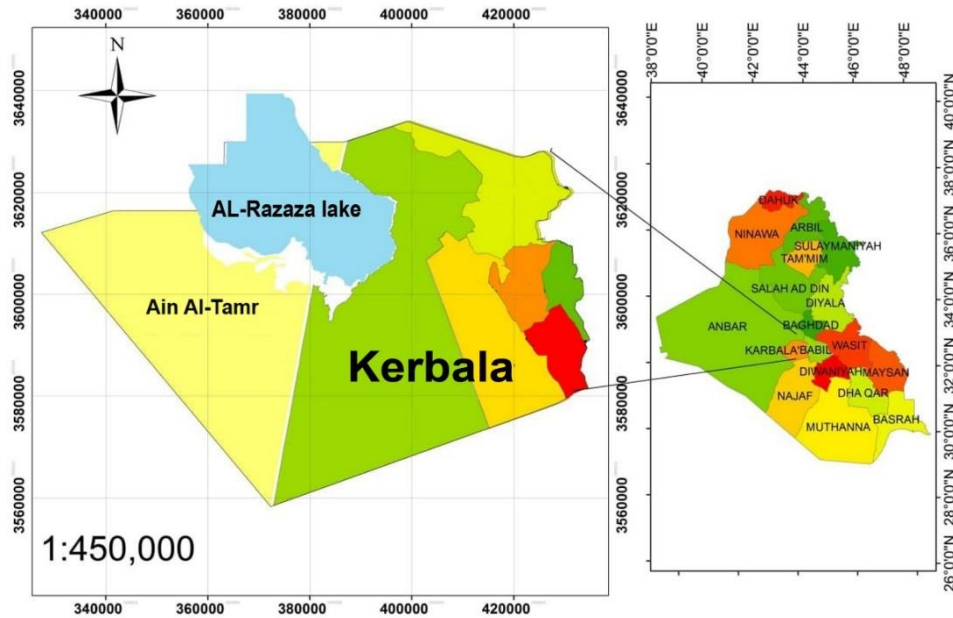 340000 360000 380000 400000 420000
N
3640000
3620000
3600000
3580000
3560000
AL-Razaza lake
Ain Al-Tamr
Kerbala
1:450,000
3640000
3620000
3600000
3580000
3560000
340000 360000 380000 400000 420000
38°0'0"E 40°0'0"E 42°0'0"E 44°0'0"E 46°0'0"E 48°0'0"E
DAHUK
NINAWA
ARBIL
SULAYMANIYAH
TAM'MIM
SALAH AD DIN
DIYALA
ANBAR
BAGHDAD
WASIT
KARBALA'
BABIL
DIWANIYAH
MAYSAN
NAJAF
DHA QAR
BASRAH
MUTHANNA
40°0'0"N
38°0'0"N
36°0'0"N
34°0'0"N
32°0'0"N
30°0'0"N
28°0'0"N
26°0'0"N